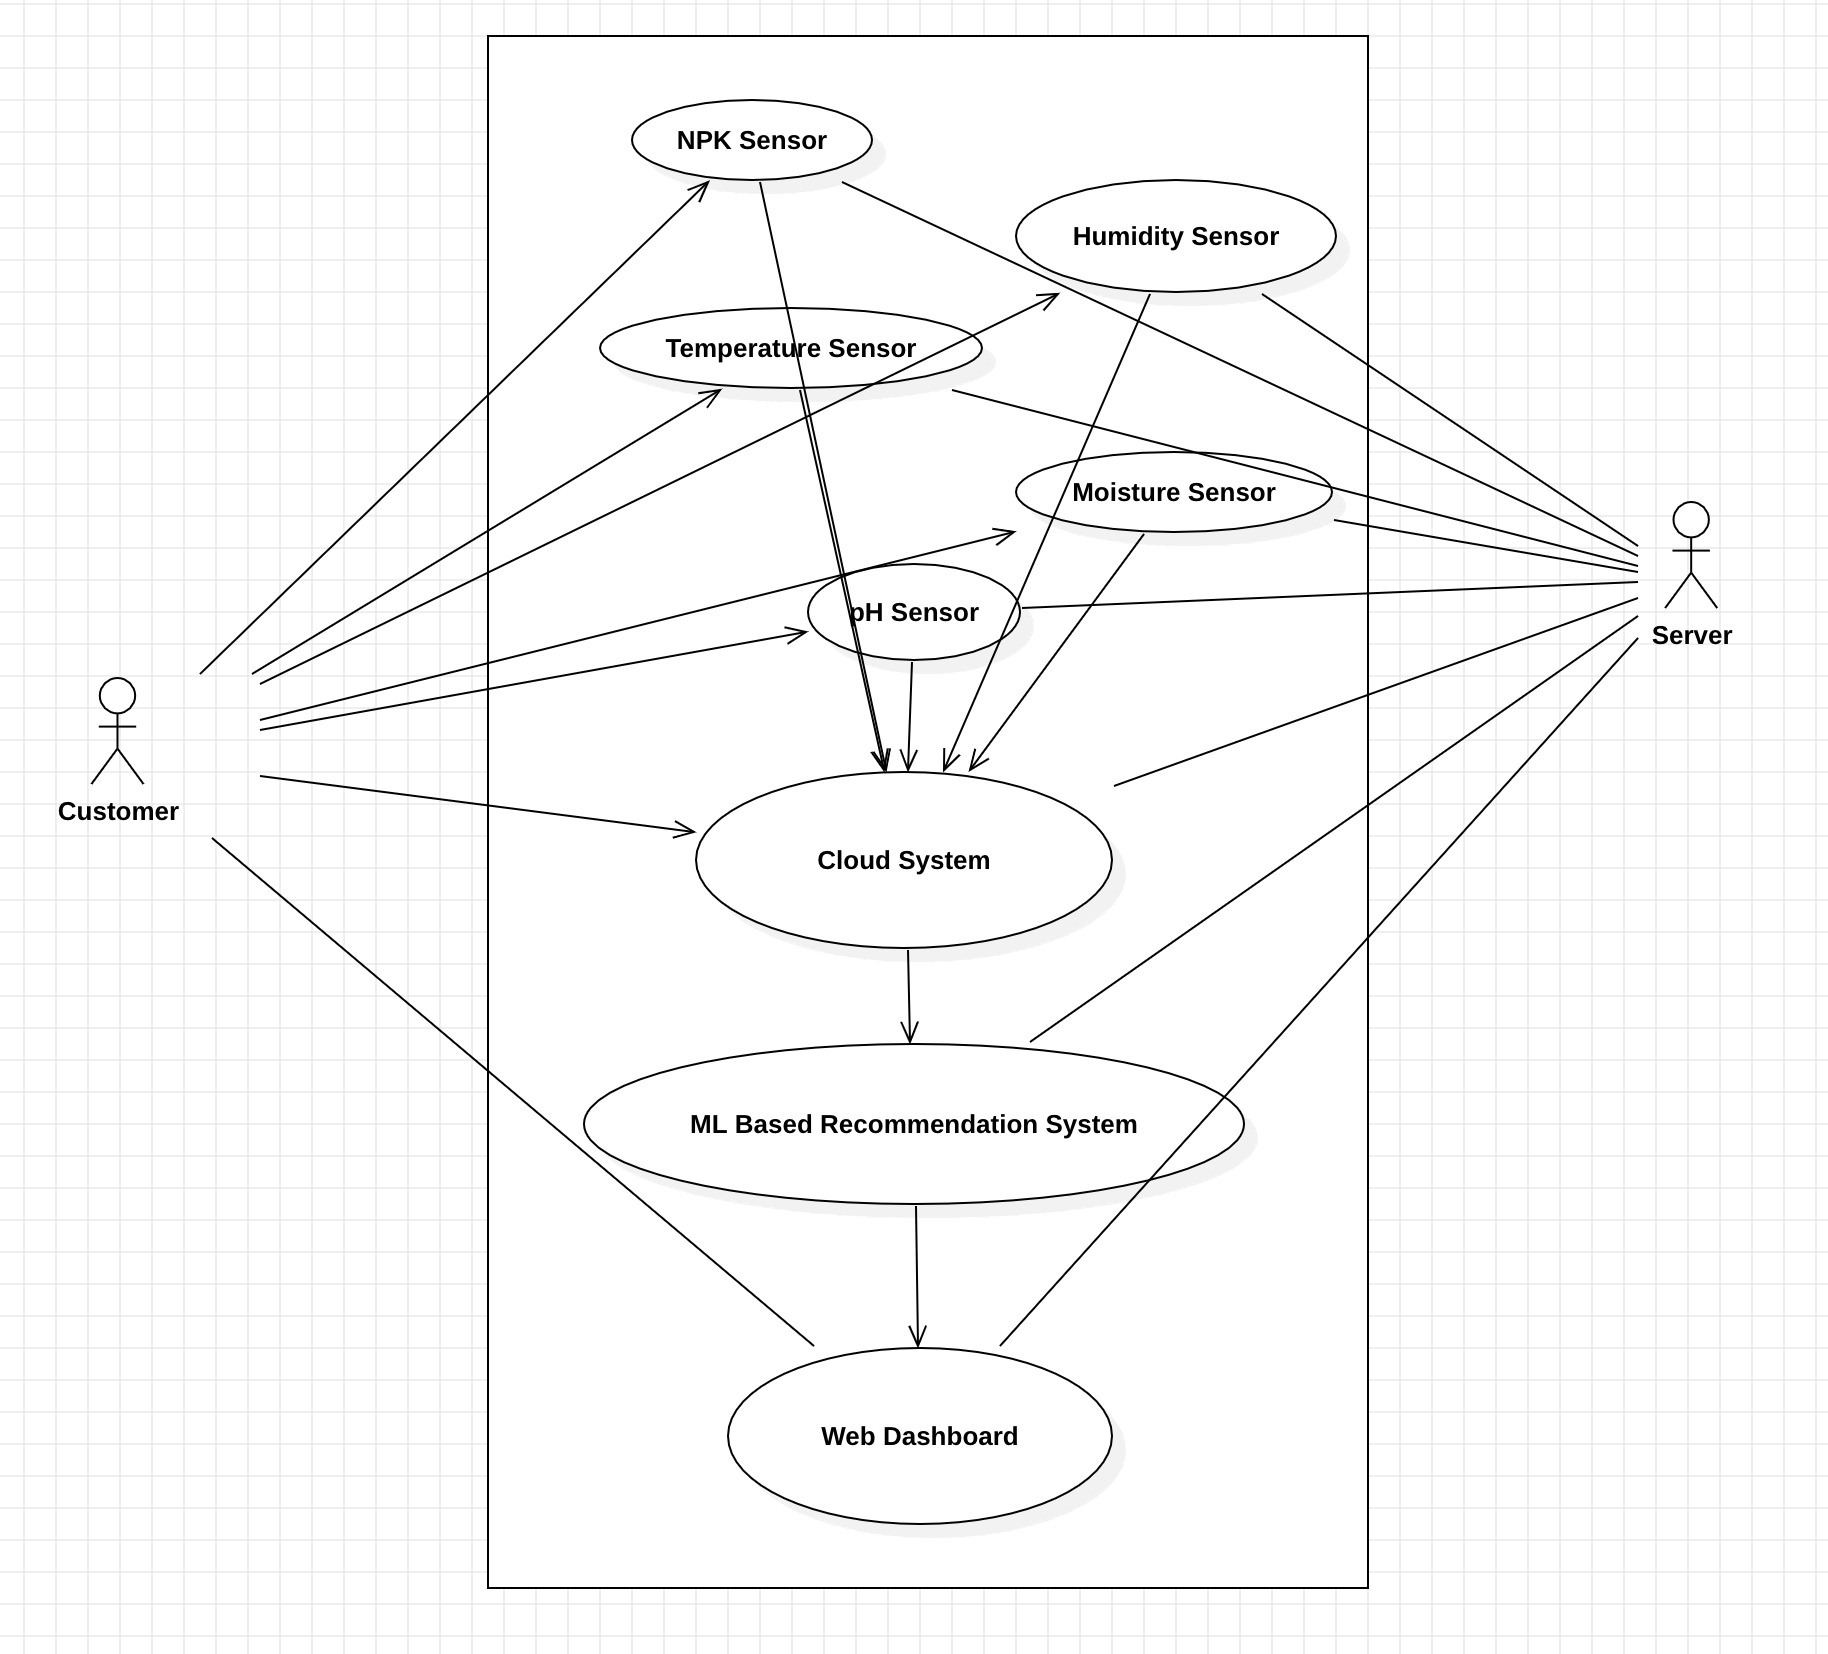 NPK Sensor
Humidity Sensor
Temperature Sensor
Moisture Sensor
pH Sensor
Server
Customer
Cloud System
ML Based Recommendation System
Web Dashboard